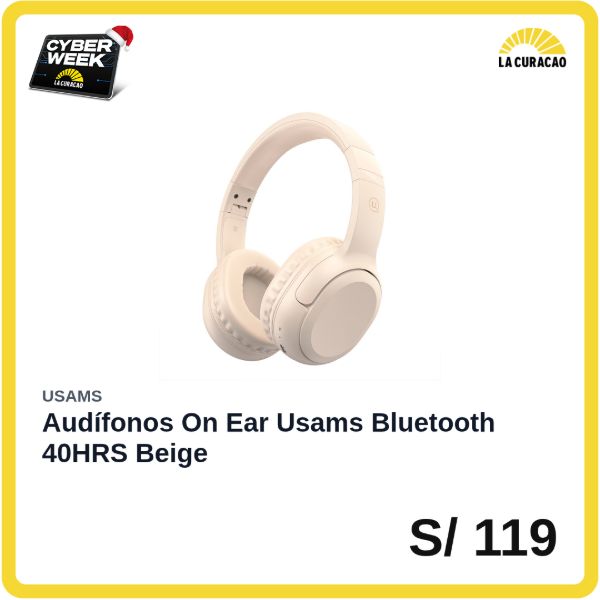 CYBER
WEEK
LA CURACAO
LA CURACAO
USAMS
Audífonos On Ear Usams Bluetooth
40HRS Beige
S/ 119